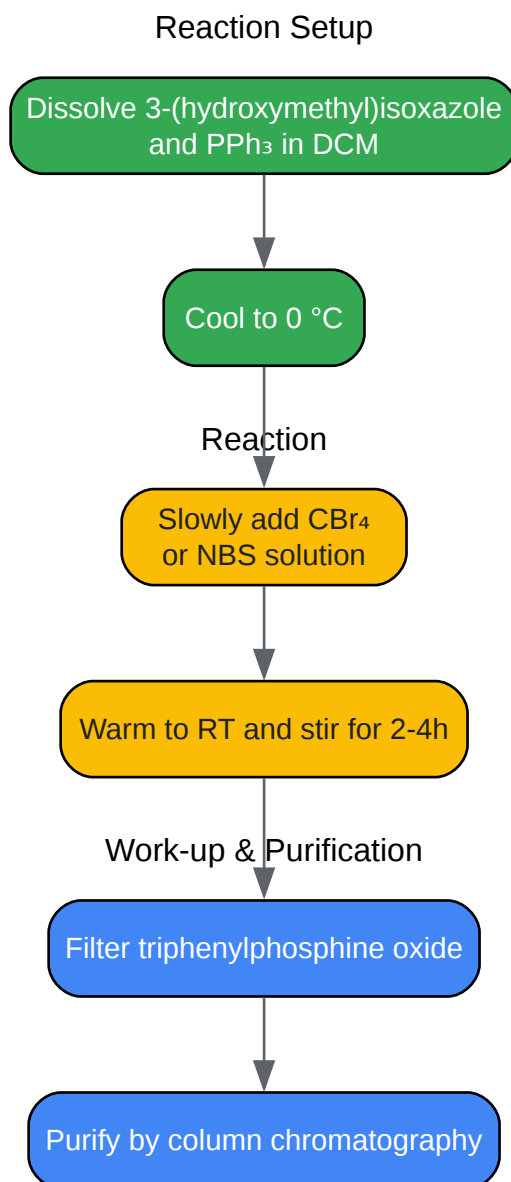 Reaction Setup
Dissolve 3-(hydroxymethyl)isoxazole
and PPh₃ in DCM
Cool to 0 °C
Reaction
Slowly add CBr₄
or NBS solution
Warm to RT and stir for 2-4h
Work-up & Purification
Filter triphenylphosphine oxide
Purify by column chromatography